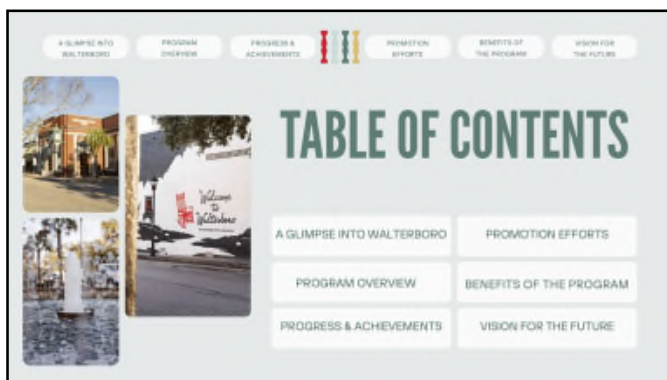 A GLIMPSE INTO
WALTERBORO
PROGRAM
OVERVIEW
PROGRESS &
ACHIEVEMENTS
PROMOTION
EFFORTS
BENEFITS OF
THE PROGRAM
VISION FOR
THE FUTURE
TABLE OF CONTENTS
Welcome
to
Walterboro
A GLIMPSE INTO WALTERBORO
PROMOTION EFFORTS
PROGRAM OVERVIEW
BENEFITS OF THE PROGRAM
PROGRESS & ACHIEVEMENTS
VISION FOR THE FUTURE